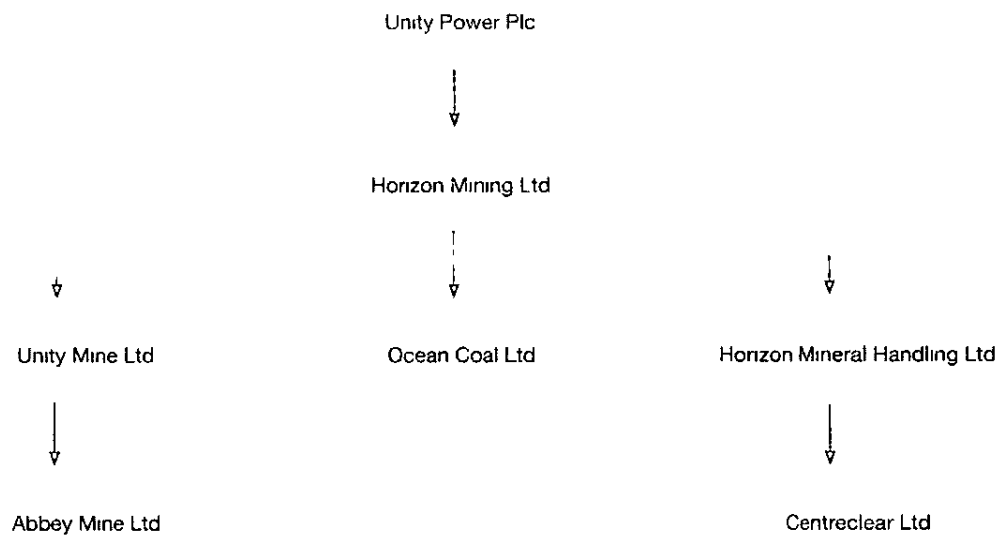 Unity Power Plc
Horizon Mining Ltd
Unity Mine Ltd
Ocean Coal Ltd
Horizon Mineral Handling Ltd
Abbey Mine Ltd
Centreclear Ltd